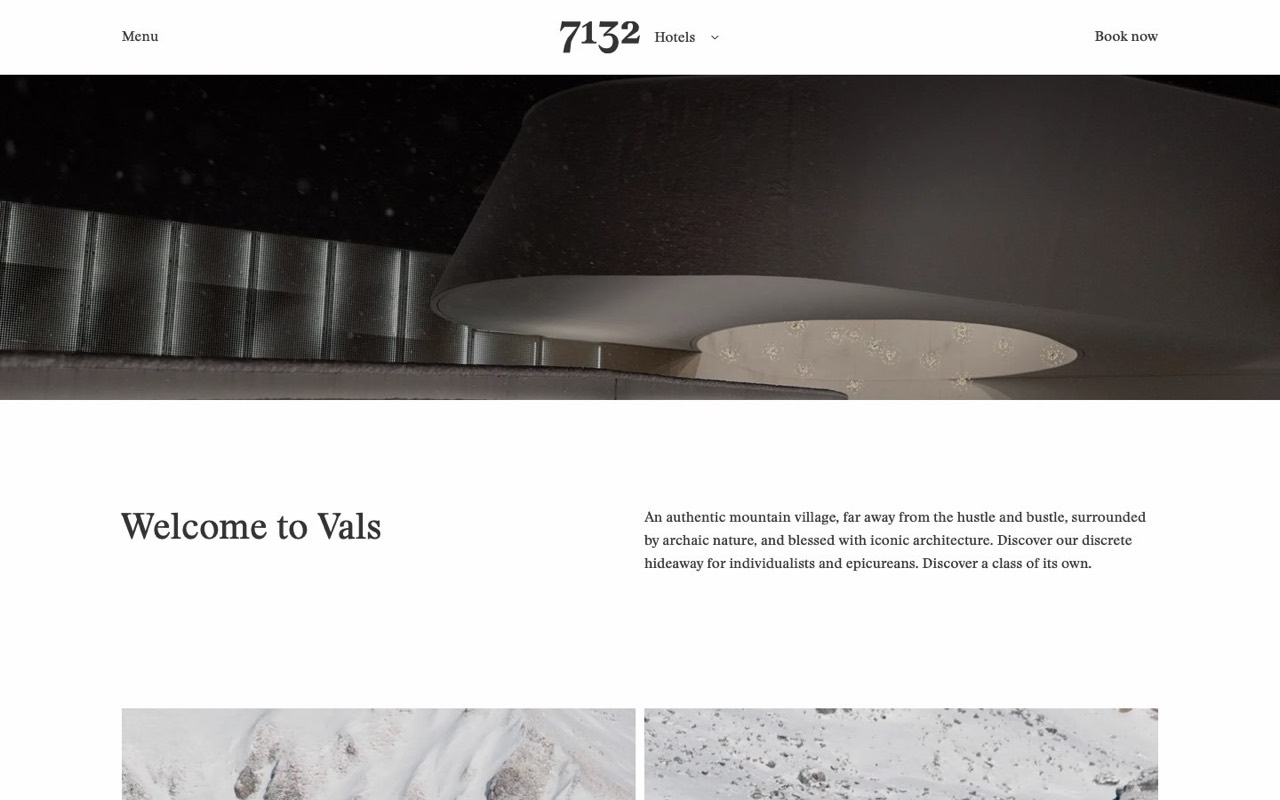 Menu
7132 Hotels
Book now
Welcome to Vals
An authentic mountain village, far away from the hustle and bustle, surrounded
by archaic nature, and blessed with iconic architecture. Discover our discrete
hideaway for individualists and epicureans. Discover a class of its own.